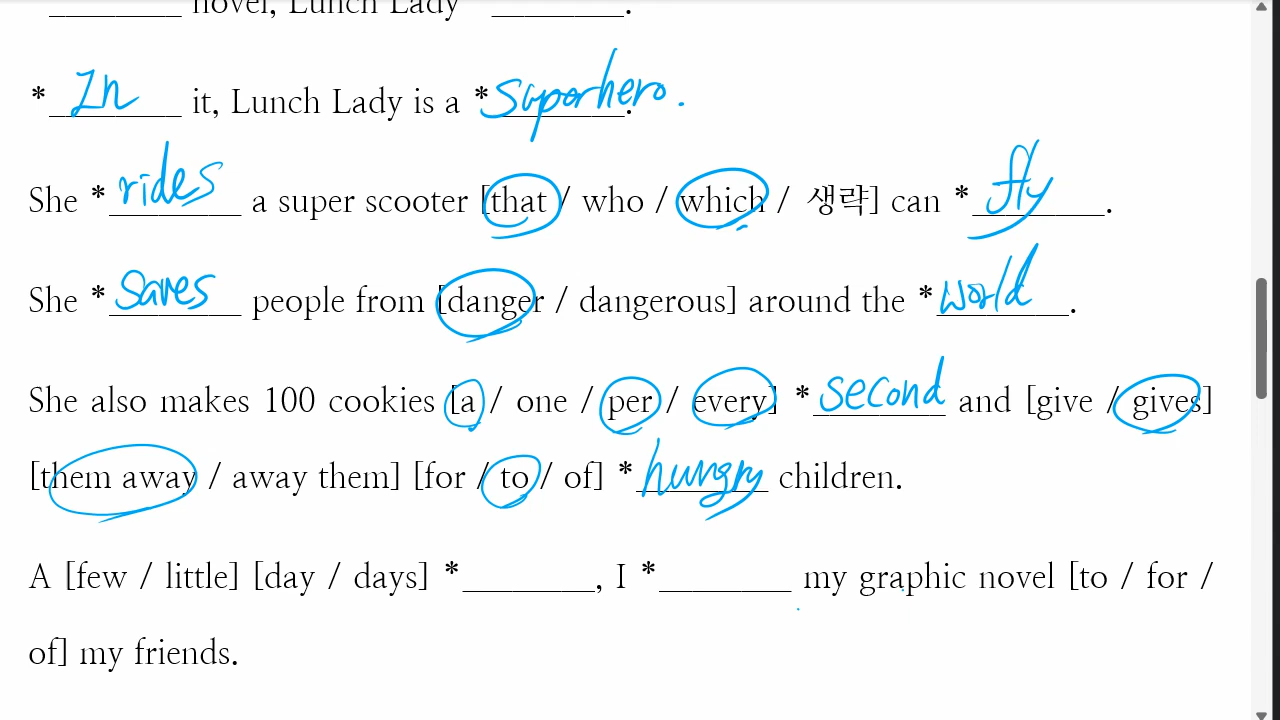 ________ novel, Lunch Lady ________.
*In it, Lunch Lady is a *superhero.
She *rides a super scooter [that / who / which / 생략] can *fly.
She *saves people from [danger / dangerous] around the *world.
She also makes 100 cookies [a / one / per / every] *second and [give / gives]
[them away / away them] [for / to / of] *hungry children.
A [few / little] [day / days] *________, I *________ my graphic novel [to / for /
of] my friends.